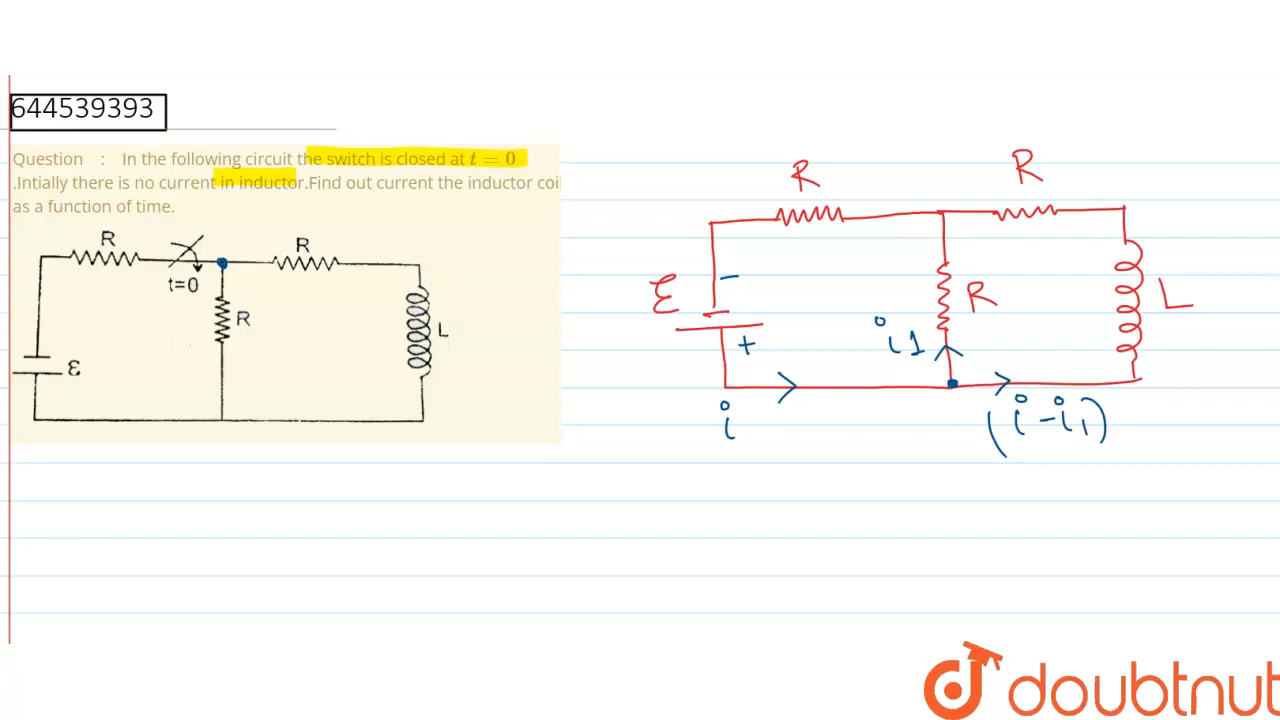 644539393
Question : In the following circuit the switch is closed at t = 0
.Intially there is no current in inductor.Find out current the inductor coil
as a function of time.
R
t=0
R
R
L
ε
R
R
ε
−
+
R
L
i1
i
(i-i1)
doubtnut